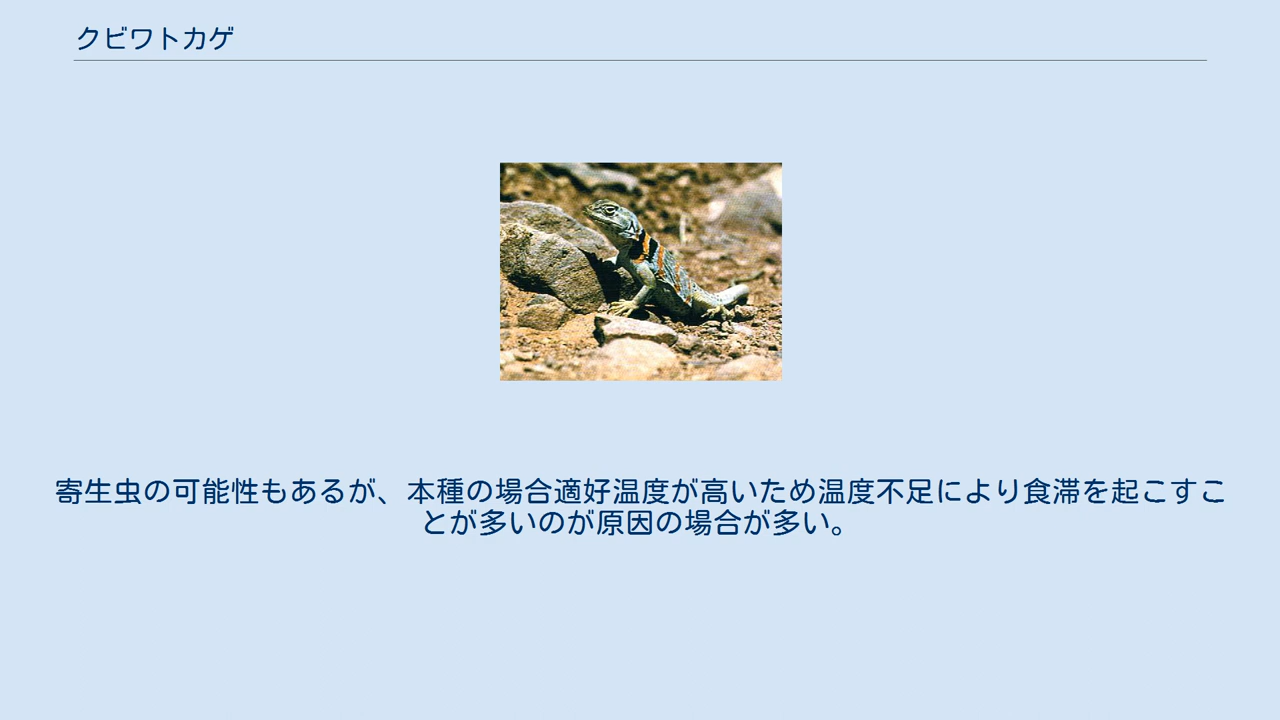 クビワトカゲ
寄生虫の可能性もあるが、本種の場合適好温度が高いため温度不足により食滞を起こすこ
とが多いのが原因の場合が多い。